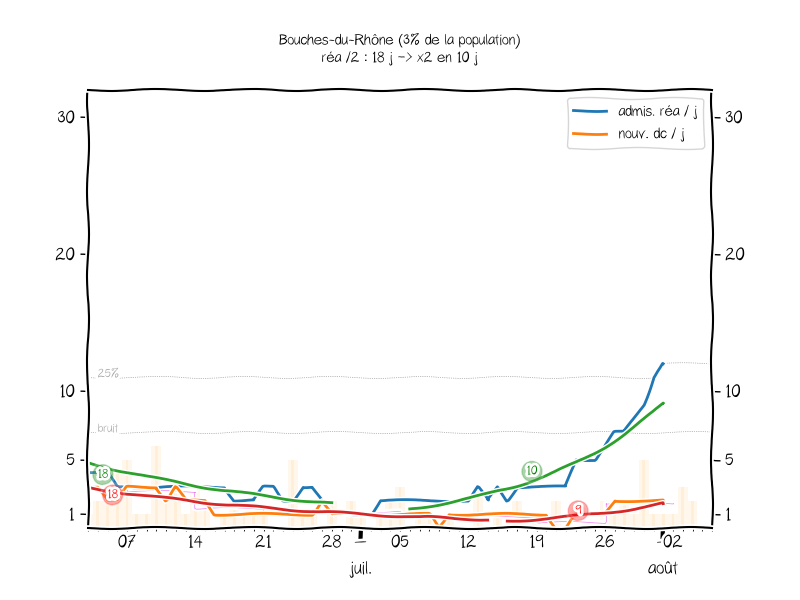 Bouches-du-Rhône (3% de la population)
réa /2 : 18 j -> x2 en 10 j
admis. réa / j
nouv. dc / j
30
30
20
20
25%
10
10
bruit
5
5
18
18
10
9
1
1
07 14 21 28 05 12 19 26 02
juil. août